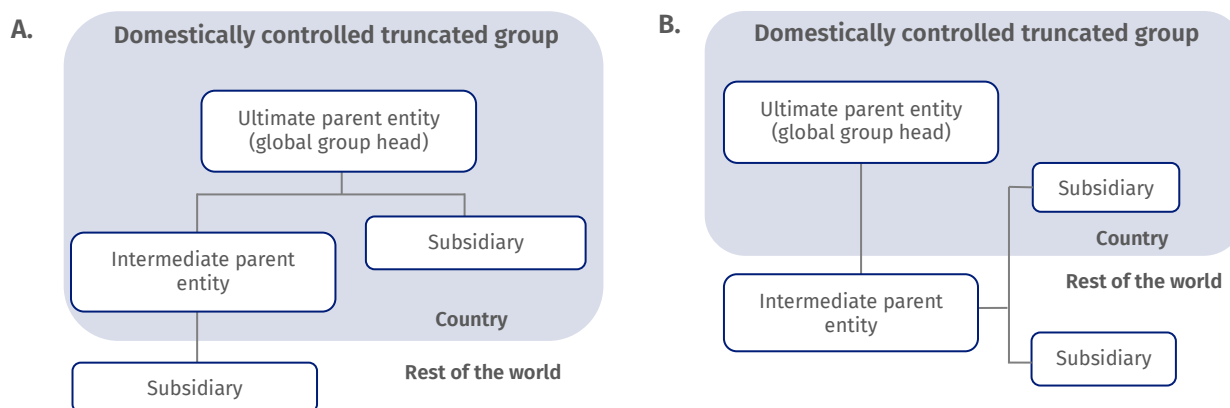 A.
Domestically controlled truncated group
Ultimate parent entity
(global group head)
Subsidiary
Intermediate parent
entity
Country
Rest of the world
Subsidiary
B.
Domestically controlled truncated group
Ultimate parent entity
(global group head)
Subsidiary
Country
Rest of the world
Intermediate parent
entity
Subsidiary